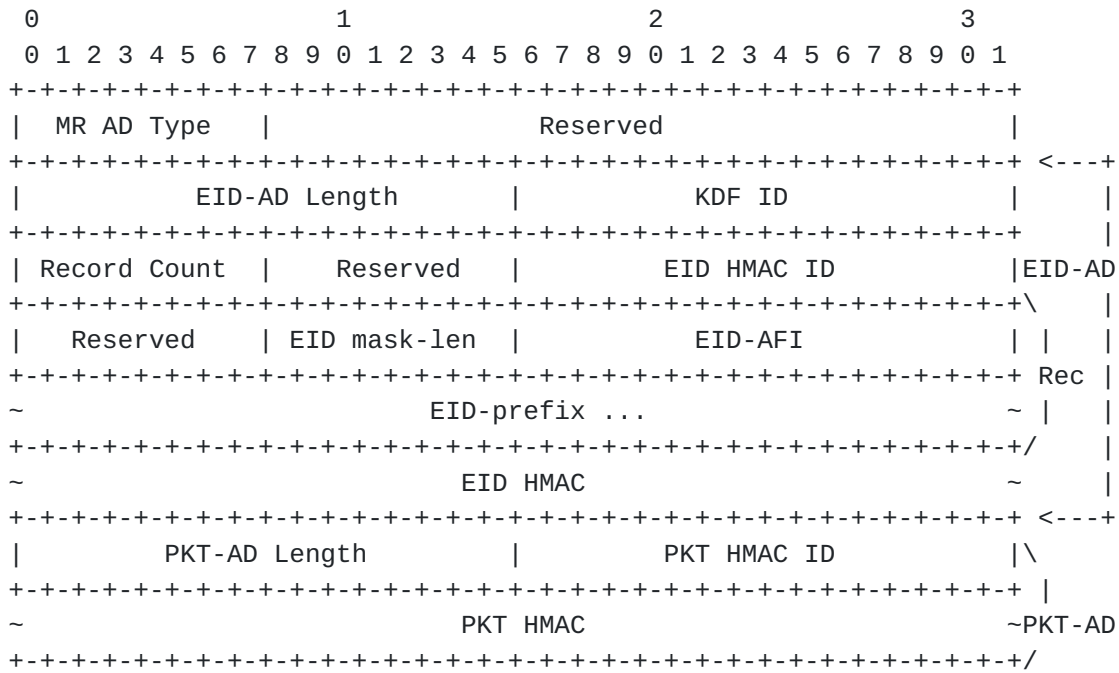 0                   1                   2                   3
 0 1 2 3 4 5 6 7 8 9 0 1 2 3 4 5 6 7 8 9 0 1 2 3 4 5 6 7 8 9 0 1
+-+-+-+-+-+-+-+-+-+-+-+-+-+-+-+-+-+-+-+-+-+-+-+-+-+-+-+-+-+-+-+-+
|  MR AD Type   |                 Reserved                      |
+-+-+-+-+-+-+-+-+-+-+-+-+-+-+-+-+-+-+-+-+-+-+-+-+-+-+-+-+-+-+-+-+ <---+
|           EID-AD Length       |           KDF ID              |     |
+-+-+-+-+-+-+-+-+-+-+-+-+-+-+-+-+-+-+-+-+-+-+-+-+-+-+-+-+-+-+-+-+     |
| Record Count  |    Reserved   |         EID HMAC ID           |EID-AD
+-+-+-+-+-+-+-+-+-+-+-+-+-+-+-+-+-+-+-+-+-+-+-+-+-+-+-+-+-+-+-+-+\    |
|   Reserved    | EID mask-len  |           EID-AFI             | |   |
+-+-+-+-+-+-+-+-+-+-+-+-+-+-+-+-+-+-+-+-+-+-+-+-+-+-+-+-+-+-+-+-+ Rec |
~                          EID-prefix ...                       ~ |   |
+-+-+-+-+-+-+-+-+-+-+-+-+-+-+-+-+-+-+-+-+-+-+-+-+-+-+-+-+-+-+-+-+/    |
~                            EID HMAC                           ~     |
+-+-+-+-+-+-+-+-+-+-+-+-+-+-+-+-+-+-+-+-+-+-+-+-+-+-+-+-+-+-+-+-+ <---+
|         PKT-AD Length         |         PKT HMAC ID           |\
+-+-+-+-+-+-+-+-+-+-+-+-+-+-+-+-+-+-+-+-+-+-+-+-+-+-+-+-+-+-+-+-+ |
~                            PKT HMAC                           ~PKT-AD
+-+-+-+-+-+-+-+-+-+-+-+-+-+-+-+-+-+-+-+-+-+-+-+-+-+-+-+-+-+-+-+-+/